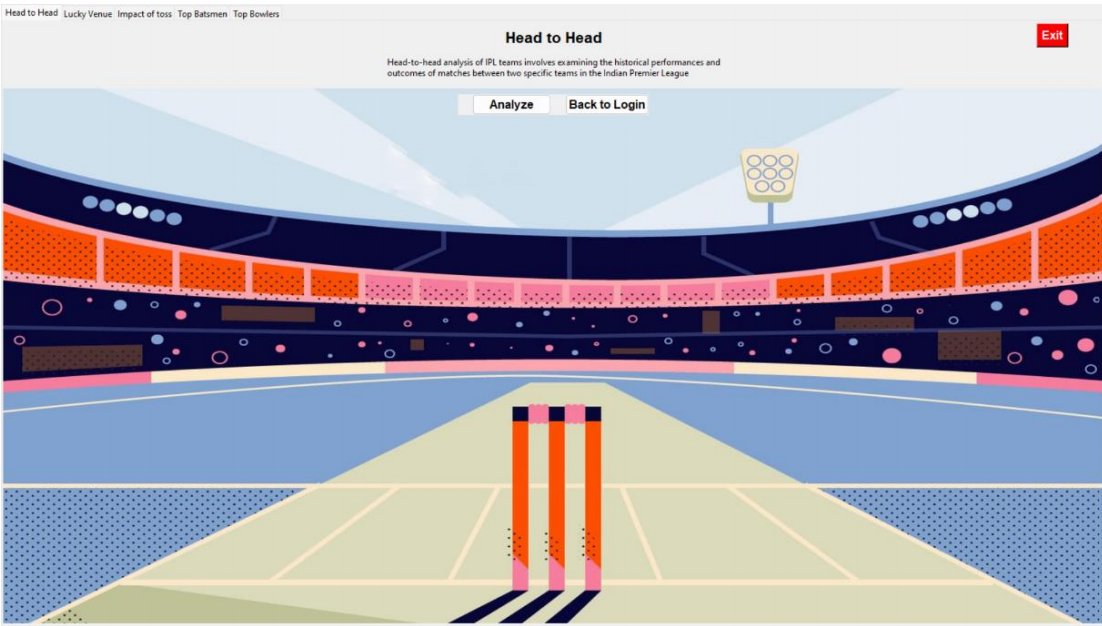 Head to Head Lucky Venue Impact of toss Top Batsmen Top Bowlers
Head to Head
Exit
Head-to-head analysis of IPL teams involves examining the historical performances and
outcomes of matches between two specific teams in the Indian Premier League
Analyze Back to Login